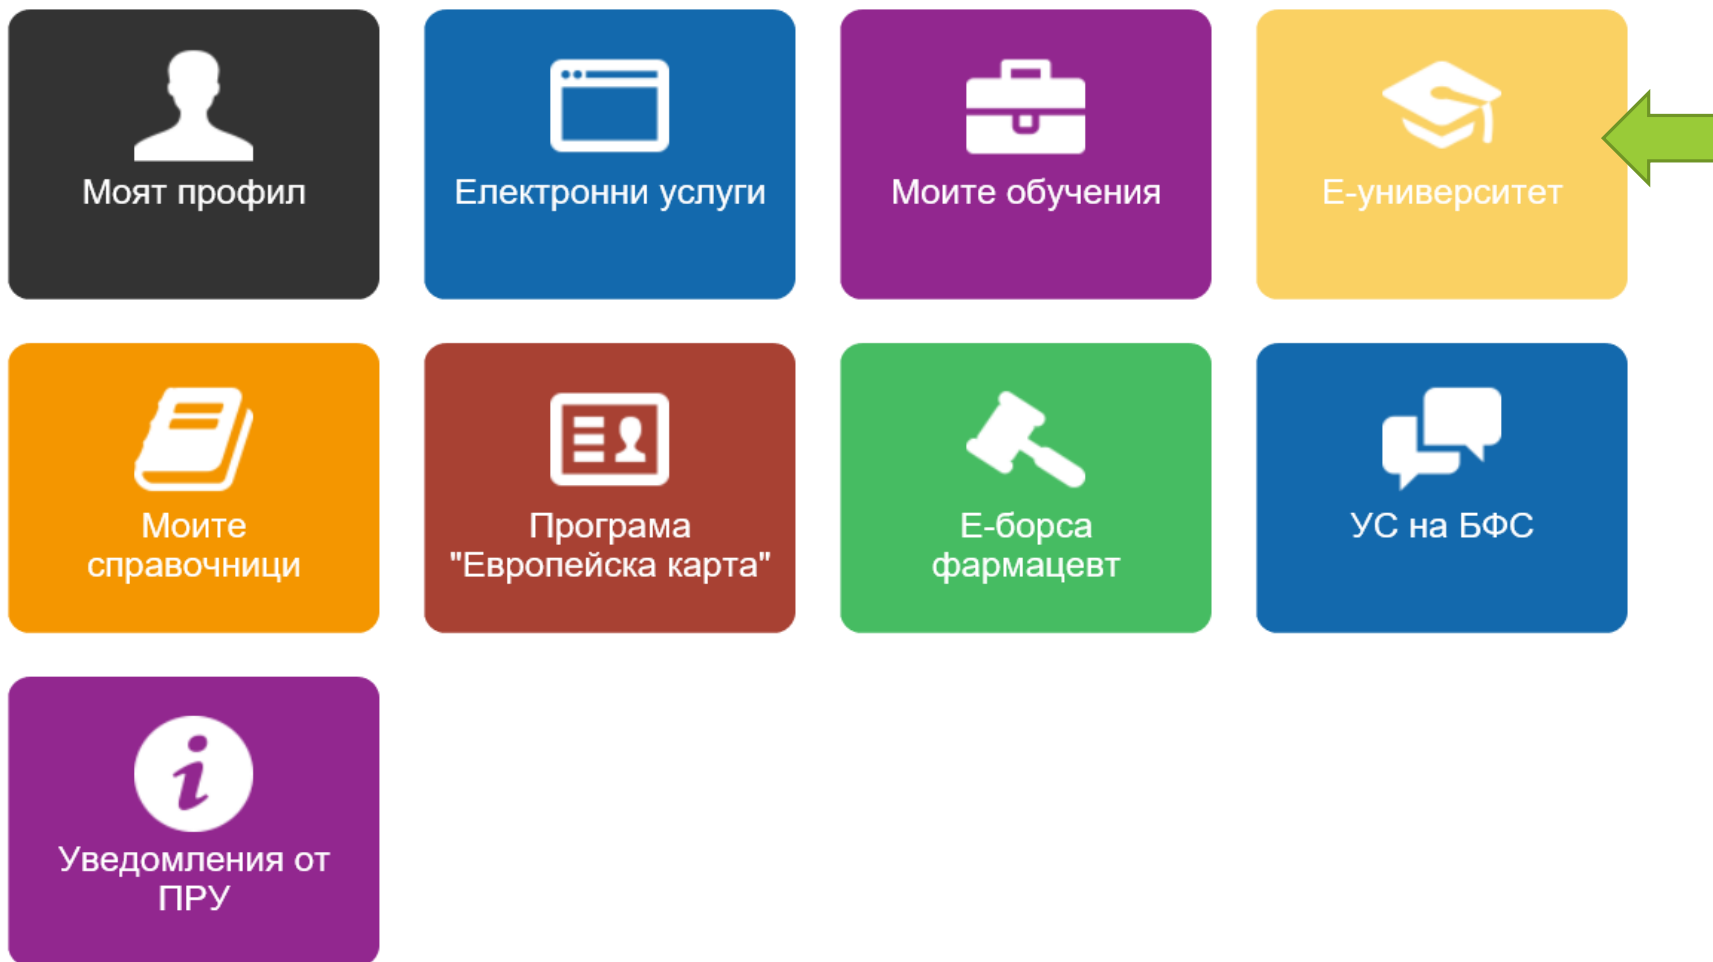 Моят профил
Електронни услуги
Моите обучения
Е-университет
Моите
справочници
Програма
"Европейска карта"
Е-борса
фармацевт
УС на БФС
Уведомления от
ПРУ